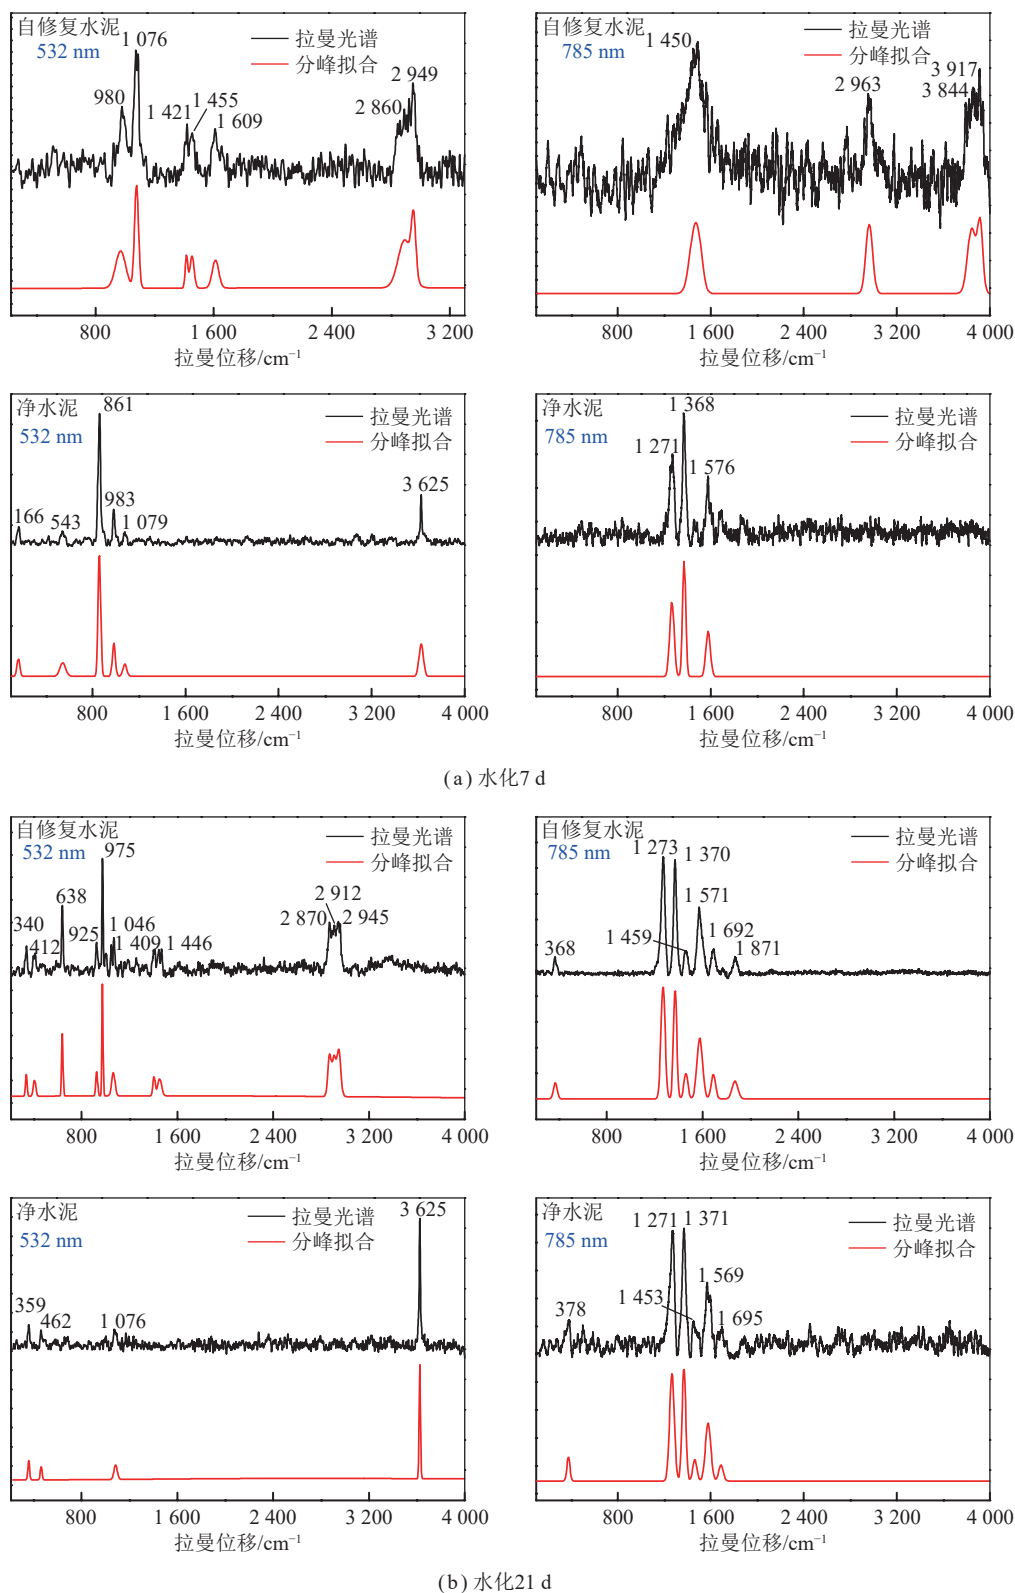 自修复水泥
532 nm
拉曼光谱
分峰拟合
980
1 076
1 421
1 455
1 609
2 860
2 949
800
1 600
2 400
3 200
拉曼位移/cm⁻¹
自修复水泥
785 nm
拉曼光谱
分峰拟合
1 450
2 963
3 917
3 844
800
1 600
2 400
3 200
4 000
拉曼位移/cm⁻¹
净水泥
532 nm
拉曼光谱
分峰拟合
166
543
861
983
1 079
3 625
800
1 600
2 400
3 200
4 000
拉曼位移/cm⁻¹
净水泥
785 nm
拉曼光谱
分峰拟合
1 271
1 368
1 576
800
1 600
2 400
3 200
4 000
拉曼位移/cm⁻¹
(a) 水化7 d
自修复水泥
532 nm
拉曼光谱
分峰拟合
340
412
638
925
975
1 046
1 409
1 446
2 870
2 912
2 945
800
1 600
2 400
3 200
4 000
拉曼位移/cm⁻¹
自修复水泥
785 nm
拉曼光谱
分峰拟合
368
1 273
1 370
1 459
1 571
1 692
1 871
800
1 600
2 400
3 200
4 000
拉曼位移/cm⁻¹
净水泥
532 nm
拉曼光谱
分峰拟合
359
462
1 076
3 625
800
1 600
2 400
3 200
4 000
拉曼位移/cm⁻¹
净水泥
785 nm
拉曼光谱
分峰拟合
378
1 271
1 371
1 453
1 569
1 695
800
1 600
2 400
3 200
4 000
拉曼位移/cm⁻¹
(b) 水化21 d